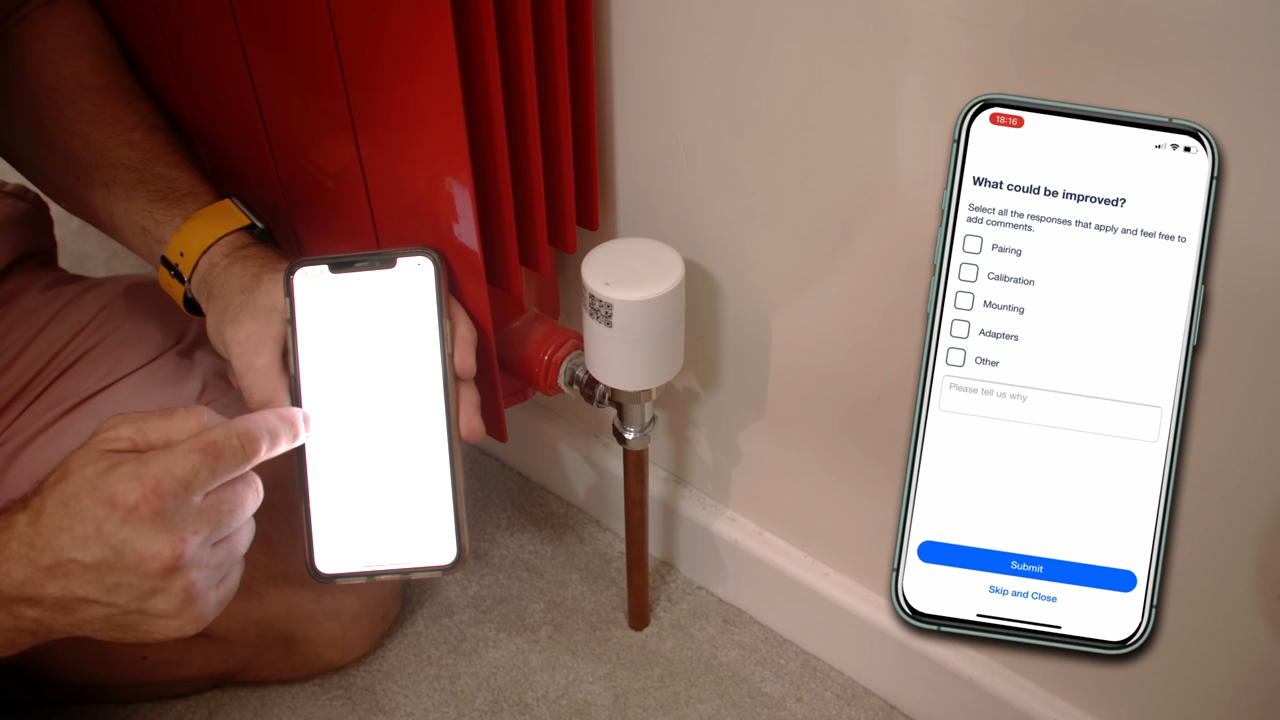 18:16
What could be improved?
Select all the responses that apply and feel free to
add comments.
Pairing
Calibration
Mounting
Adapters
Other
Please tell us why
Submit
Skip and Close